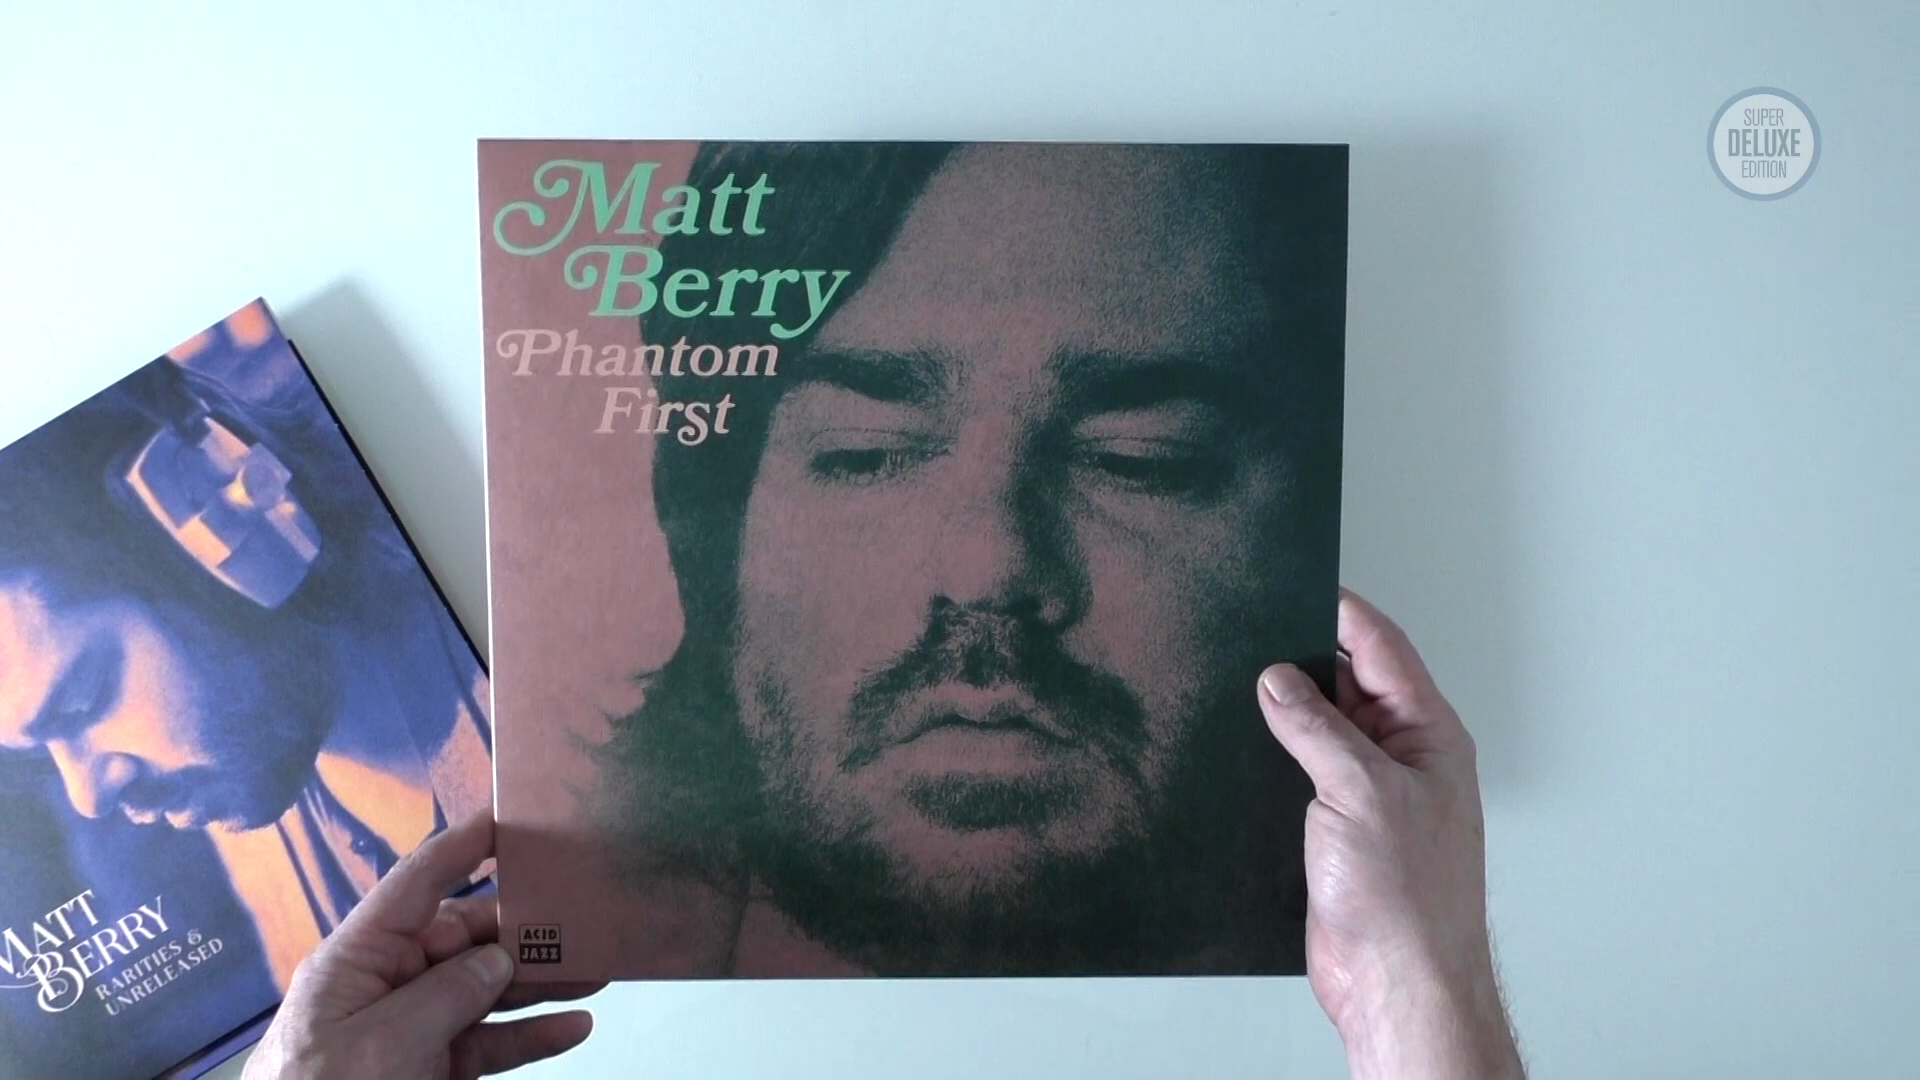 Matt
Berry
Phantom
First
ACID
JAZZ
MATT
BERRY
RARITIES &
UNRELEASED
SUPER
DELUXE
EDITION